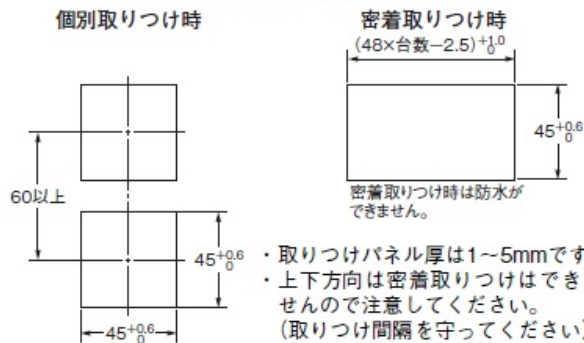 個別取りつけ時
密着取りつけ時
(48×台数−2.5)+1.0 0
45+0.6 0
密着取りつけ時は防水が
できません。
60以上
45+0.6 0
45+0.6 0
・取りつけパネル厚は1〜5mmです
・上下方向は密着取りつけはでき
せんので注意してください。
(取りつけ間隔を守ってください)